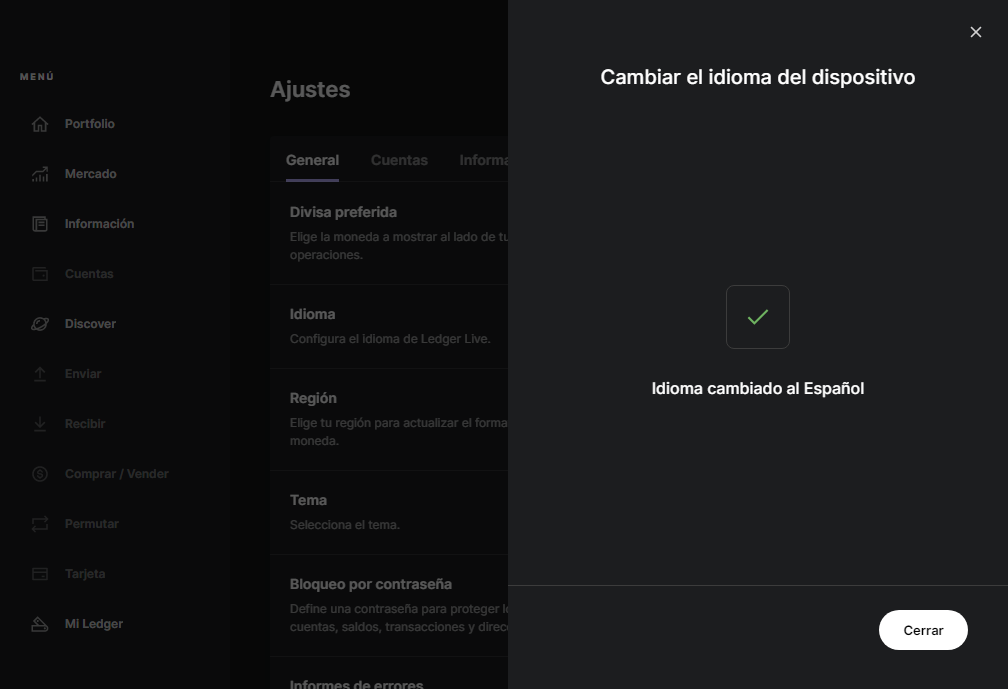 MENÚ
Portfolio
Mercado
Información
Cuentas
Discover
Enviar
Recibir
Comprar / Vender
Permutar
Tarjeta
Mi Ledger
Ajustes
General
Cuentas
Informa
Divisa preferida
Elige la moneda a mostrar al lado de tu
operaciones.
Idioma
Configura el idioma de Ledger Live.
Región
Elige tu región para actualizar el forma
moneda.
Tema
Selecciona el tema.
Bloqueo por contraseña
Define una contraseña para proteger l
cuentas, saldos, transacciones y direc
Informes de errores
Cambiar el idioma del dispositivo
Idioma cambiado al Español
Cerrar